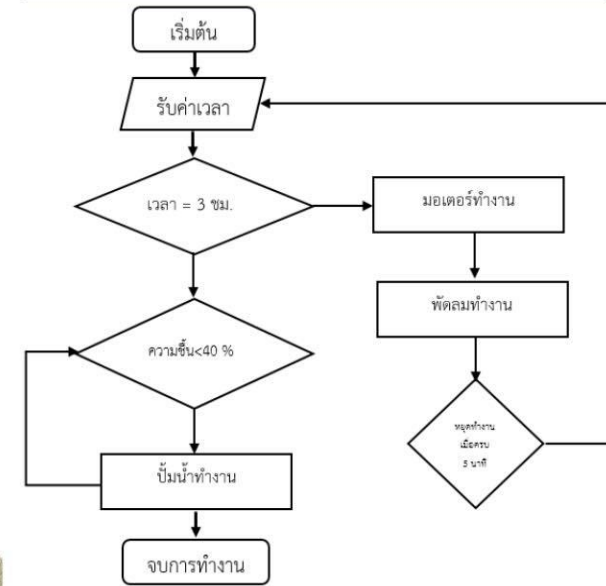 เริ่มต้น
รับค่าเวลา
เวลา = 3 ชม.
มอเตอร์ทำงาน
พัดลมทำงาน
ความชื้น<40 %
หยุดทำงาน
เมื่อครบ
5 นาที
ปั้มน้ำทำงาน
จบการทำงาน